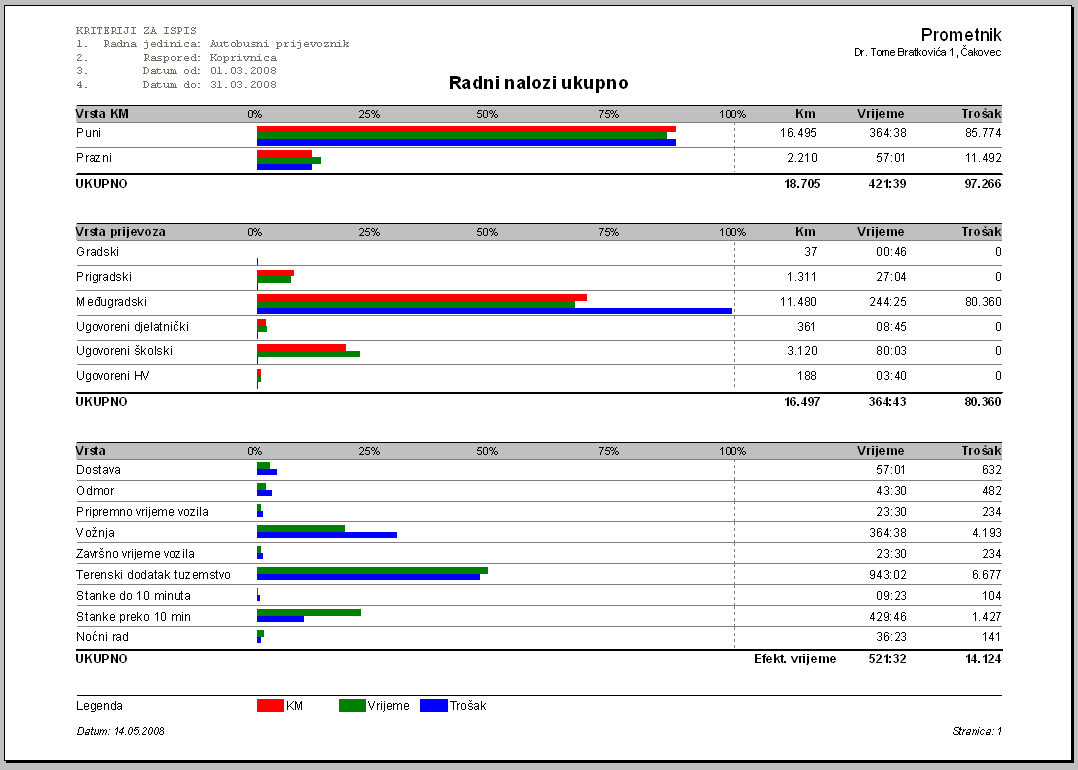 KRITERIJI ZA ISPIS
1. Radna jedinica: Autobusni prijevoznik
2. Raspored: Koprivnica
3. Datum od: 01.03.2008
4. Datum do: 31.03.2008
Prometnik
Dr. Tome Bratkovića 1, Čakovec
Radni nalozi ukupno
Vrsta KM 0% 25% 50% 75% 100% Km Vrijeme Trošak
Puni 16.495 364:38 85.774
Prazni 2.210 57:01 11.492
UKUPNO 18.705 421:39 97.266
Vrsta prijevoza 0% 25% 50% 75% 100% Km Vrijeme Trošak
Gradski 37 00:46 0
Prigradski 1.311 27:04 0
Međugradski 11.480 244:25 80.360
Ugovoreni djelatnički 361 08:45 0
Ugovoreni školski 3.120 80:03 0
Ugovoreni HV 188 03:40 0
UKUPNO 16.497 364:43 80.360
Vrsta 0% 25% 50% 75% 100% Vrijeme Trošak
Dostava 57:01 632
Odmor 43:30 482
Pripremno vrijeme vozila 23:30 234
Vožnja 364:38 4.193
Završno vrijeme vozila 23:30 234
Terenski dodatak tuzemstvo 943:02 6.677
Stanke do 10 minuta 09:23 104
Stanke preko 10 min 429:46 1.427
Noćni rad 36:23 141
UKUPNO Efekt. vrijeme 521:32 14.124
Legenda KM Vrijeme Trošak
Datum: 14.05.2008 Stranica: 1